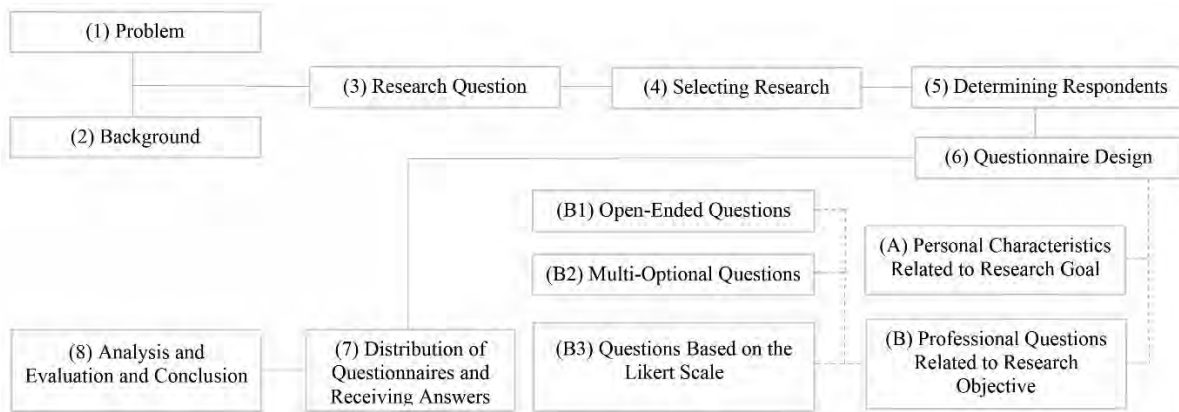 (1) Problem
(2) Background
(3) Research Question
(4) Selecting Research
(5) Determining Respondents
(6) Questionnaire Design
(B1) Open-Ended Questions
(B2) Multi-Optional Questions
(A) Personal Characteristics
Related to Research Goal
(8) Analysis and
Evaluation and Conclusion
(7) Distribution of
Questionnaires and
Receiving Answers
(B3) Questions Based on the
Likert Scale
(B) Professional Questions
Related to Research
Objective